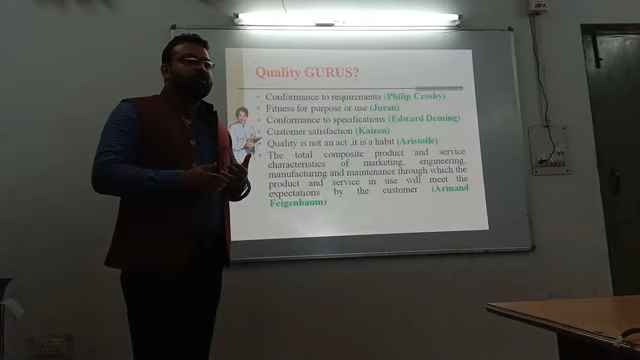 Quality GURUS?
Conformance to requirements (Philip Crosby)
Fitness for purpose or use (Juran)
Conformance to specifications (Edward Deming)
Customer satisfaction (Kaizen)
Quality is not an act ,it is a habit (Aristotle)
The total composite product and service
characteristics of marketing, engineering,
manufacturing and maintenance through which the
product and service in use will meet the
expectations by the customer (Armand
Feigenbaum)